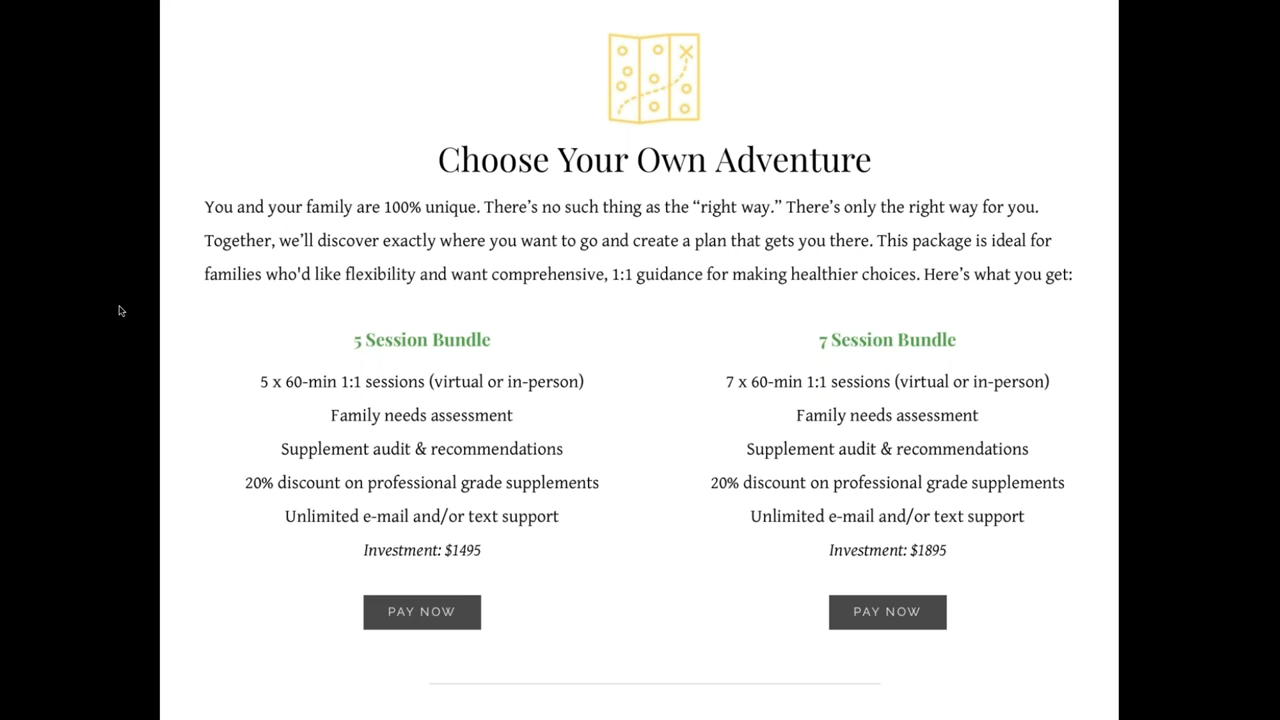 Choose Your Own Adventure
You and your family are 100% unique. There’s no such thing as the “right way.” There’s only the right way for you.
Together, we’ll discover exactly where you want to go and create a plan that gets you there. This package is ideal for
families who'd like flexibility and want comprehensive, 1:1 guidance for making healthier choices. Here’s what you get:
5 Session Bundle
5 x 60-min 1:1 sessions (virtual or in-person)
Family needs assessment
Supplement audit & recommendations
20% discount on professional grade supplements
Unlimited e-mail and/or text support
Investment: $1495
PAY NOW
7 Session Bundle
7 x 60-min 1:1 sessions (virtual or in-person)
Family needs assessment
Supplement audit & recommendations
20% discount on professional grade supplements
Unlimited e-mail and/or text support
Investment: $1895
PAY NOW